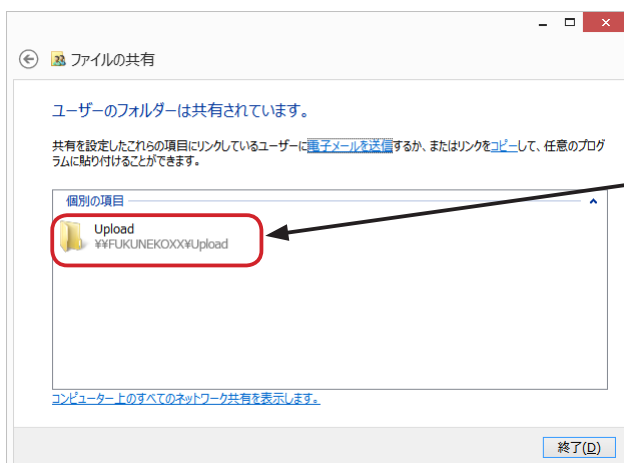 ファイルの共有
ユーザーのフォルダーは共有されています。
共有を設定したこれらの項目にリンクしているユーザーに電子メールを送信するか、またはリンクをコピーして、任意のプログ
ラムに貼り付けることができます。
個別の項目
Upload
¥¥FUKUNEKOXX¥Upload
コンピューター上のすべてのネットワーク共有を表示します。
終了(D)